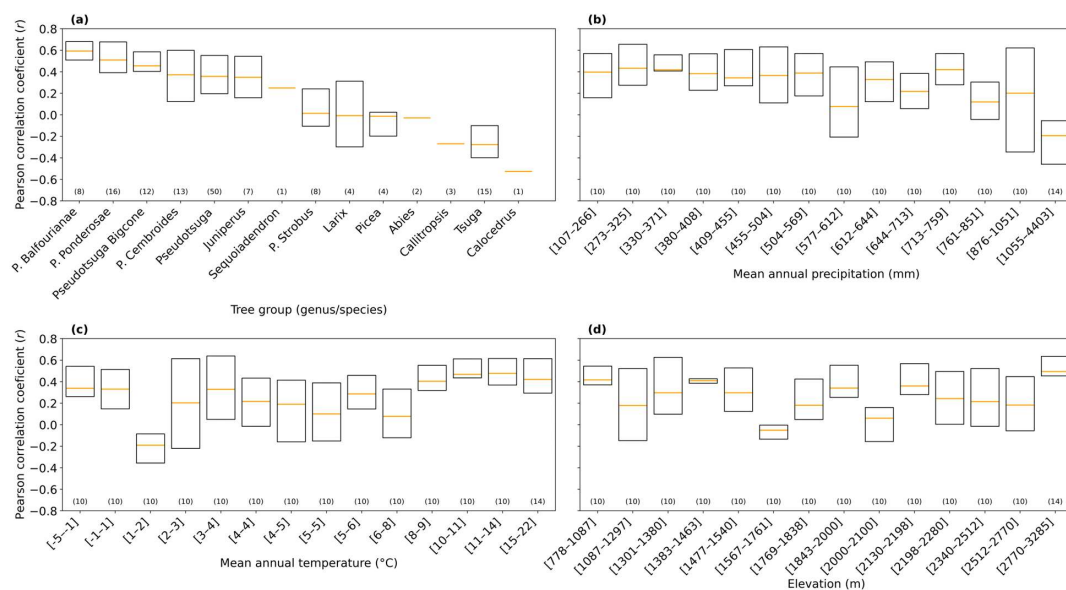 (a)
Pearson correlation coeficient (r)
0.8
0.6
0.4
0.2
0.0
−0.2
−0.4
−0.6
−0.8
(8) (16) (12) (13) (50) (7) (1) (8) (4) (4) (2) (3) (15) (1)
P. Balfourianae
P. Ponderosae
Pseudotsuga Bigcone
P. Cembroides
Pseudotsuga
Juniperus
Sequoiadendron
P. Strobus
Larix
Picea
Abies
Callitropsis
Tsuga
Calocedrus
Tree group (genus/species)
(b)
(10) (10) (10) (10) (10) (10) (10) (10) (10) (10) (10) (10) (10) (14)
[107–266]
[273–325]
[330–371]
[380–408]
[409–455]
[455–504]
[504–569]
[577–612]
[612–644]
[644–713]
[713–759]
[761–851]
[876–1051]
[1055–4403]
Mean annual precipitation (mm)
(c)
Pearson correlation coeficient (r)
0.8
0.6
0.4
0.2
0.0
−0.2
−0.4
−0.6
−0.8
(10) (10) (10) (10) (10) (10) (10) (10) (10) (10) (10) (10) (10) (14)
[-5–-1]
[-1–1]
[1–2]
[2–3]
[3–4]
[4–4]
[4–5]
[5–5]
[5–6]
[6–8]
[8–9]
[10–11]
[11–14]
[15–22]
Mean annual temperature (°C)
(d)
(10) (10) (10) (10) (10) (10) (10) (10) (10) (10) (10) (10) (10) (14)
[778–1087]
[1087–1297]
[1301–1380]
[1383–1463]
[1477–1540]
[1567–1761]
[1769–1838]
[1843–2000]
[2000–2100]
[2130–2198]
[2198–2280]
[2340–2512]
[2512–2770]
[2770–3285]
Elevation (m)